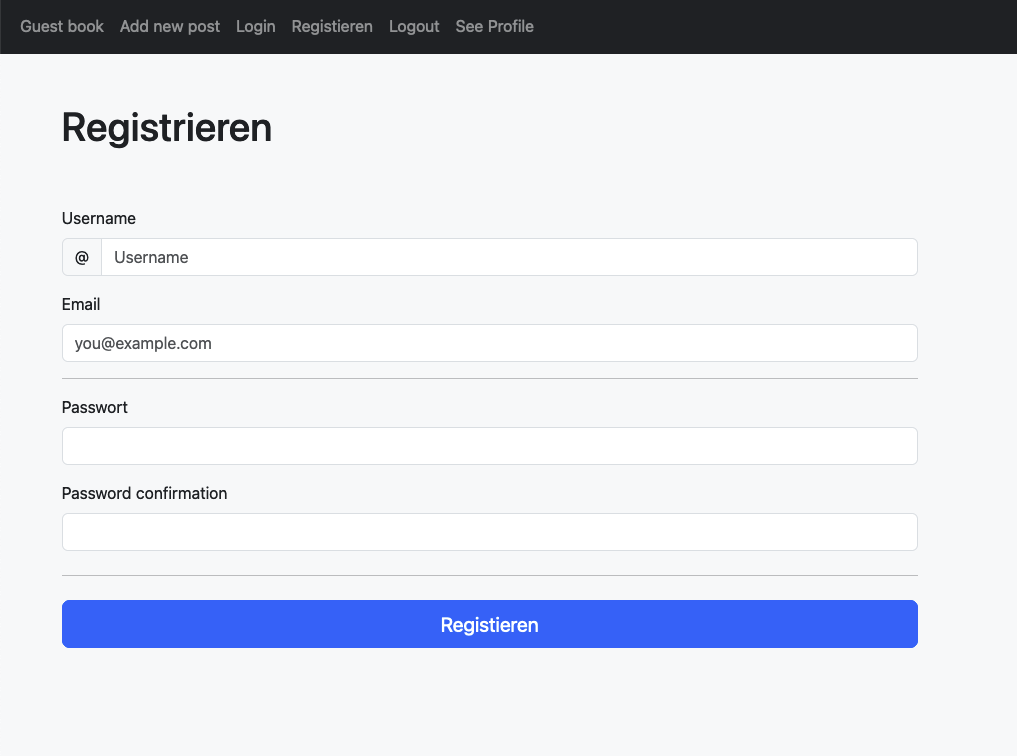 Guest book Add new post Login Registieren Logout See Profile
Registrieren
Username
@ Username
Email
you@example.com
Passwort
Password confirmation
Registieren